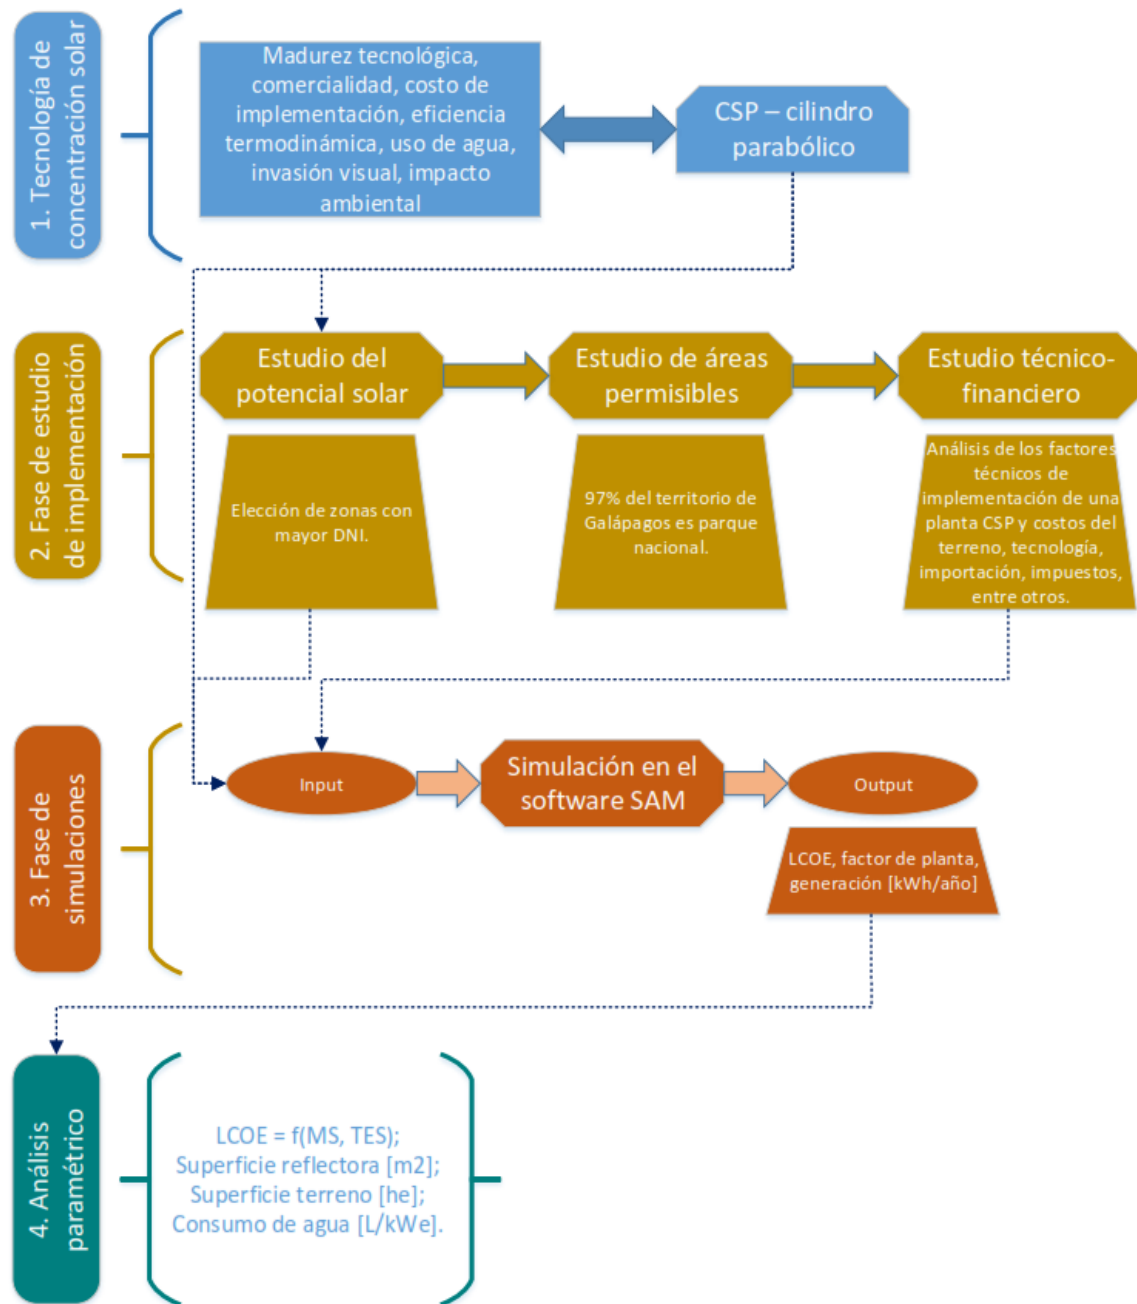 1. Tecnología de
concentración solar
Madurez tecnológica,
comercialidad, costo de
implementación, eficiencia
termodinámica, uso de agua,
invasión visual, impacto
ambiental
CSP – cilindro
parabólico
2. Fase de estudio
de implementación
Estudio del
potencial solar
Estudio de áreas
permisibles
Estudio técnico-
financiero
Elección de zonas con
mayor DNI.
97% del territorio de
Galápagos es parque
nacional.
Análisis de los factores
técnicos de
implementación de una
planta CSP y costos del
terreno, tecnología,
importación, impuestos,
entre otros.
3. Fase de
simulaciones
Input
Simulación en el
software SAM
Output
LCOE, factor de planta,
generación [kWh/año]
4. Análisis
paramétrico
LCOE = f(MS, TES);
Superficie reflectora [m2];
Superficie terreno [he];
Consumo de agua [L/kWe].